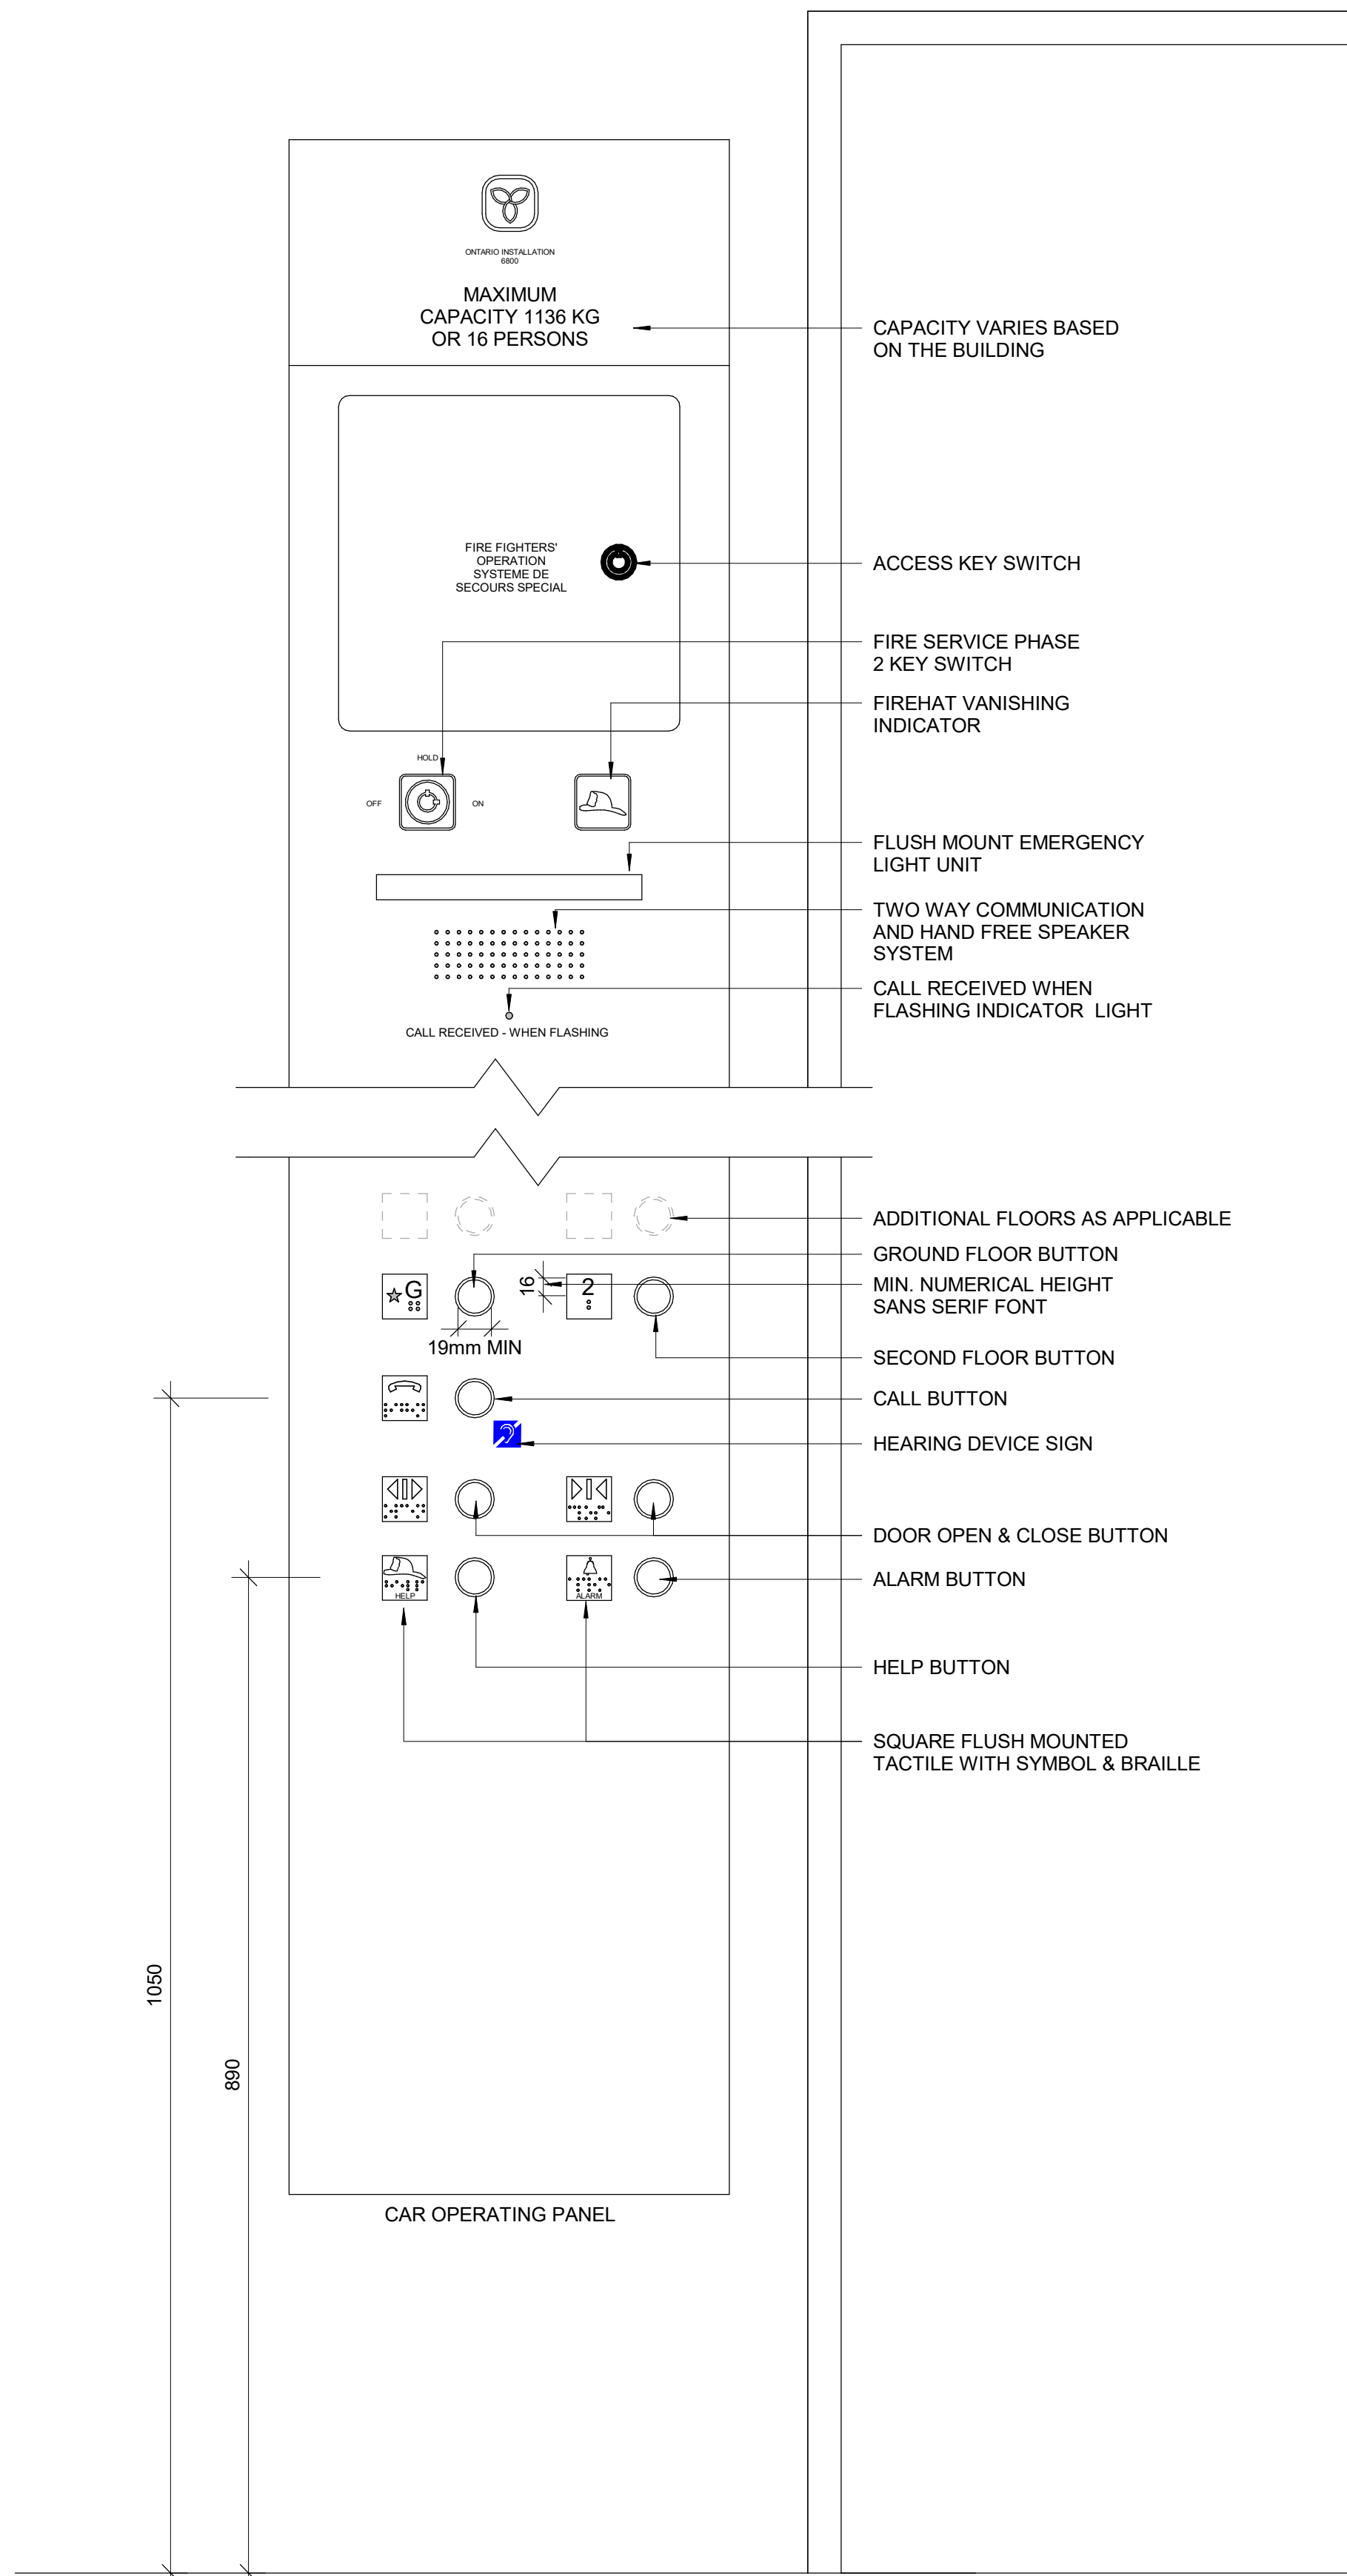 ONTARIO INSTALLATION
6800
MAXIMUM
CAPACITY 1136 KG
OR 16 PERSONS
CAPACITY VARIES BASED
ON THE BUILDING
FIRE FIGHTERS'
OPERATION
SYSTEME DE
SECOURS SPECIAL
ACCESS KEY SWITCH
FIRE SERVICE PHASE
2 KEY SWITCH
FIREHAT VANISHING
INDICATOR
HOLD
OFF
ON
FLUSH MOUNT EMERGENCY
LIGHT UNIT
TWO WAY COMMUNICATION
AND HAND FREE SPEAKER
SYSTEM
CALL RECEIVED WHEN
FLASHING INDICATOR LIGHT
CALL RECEIVED - WHEN FLASHING
ADDITIONAL FLOORS AS APPLICABLE
GROUND FLOOR BUTTON
G
16
2
MIN. NUMERICAL HEIGHT
SANS SERIF FONT
19mm MIN
SECOND FLOOR BUTTON
CALL BUTTON
HEARING DEVICE SIGN
DOOR OPEN & CLOSE BUTTON
ALARM BUTTON
HELP
ALARM
HELP BUTTON
SQUARE FLUSH MOUNTED
TACTILE WITH SYMBOL & BRAILLE
1050
890
CAR OPERATING PANEL